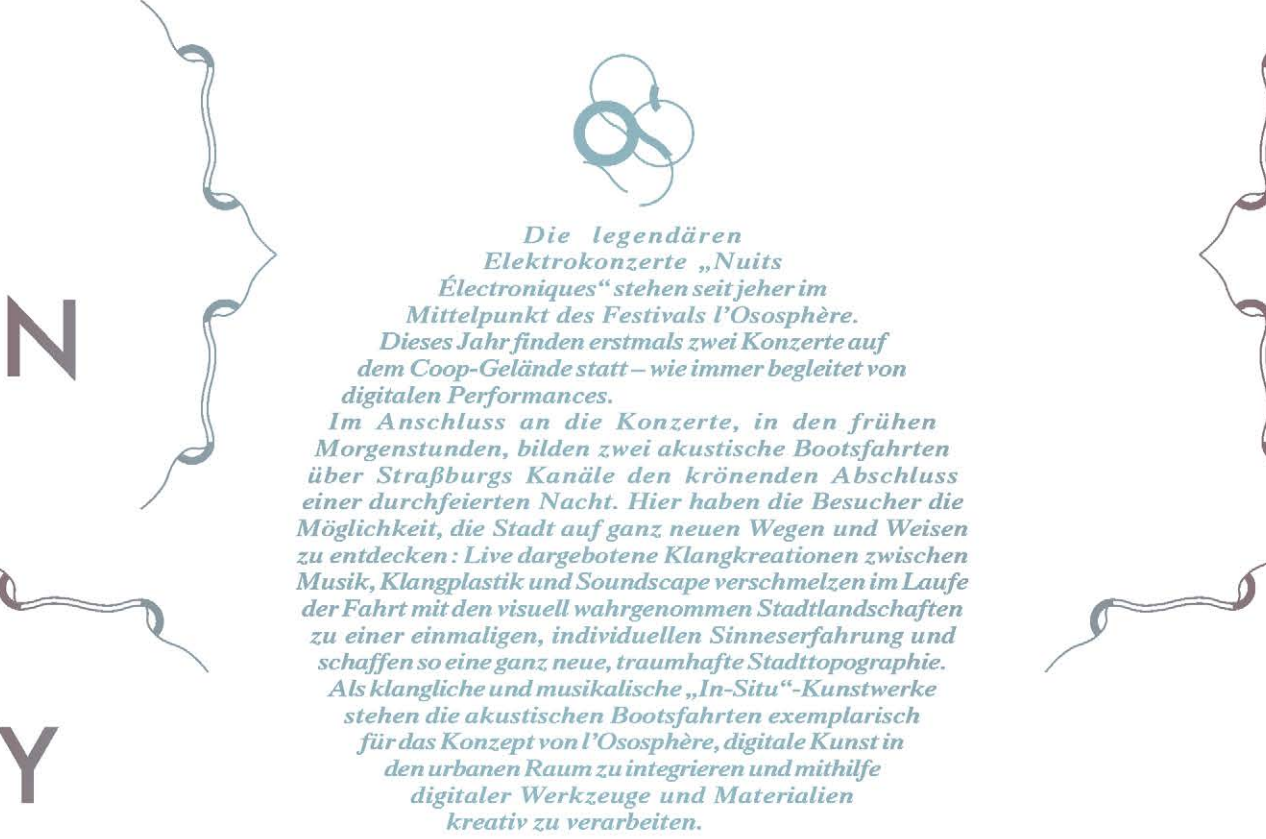 Die legendären
Elektrokonzerte „Nuits
Électroniques“ stehen seit jeher im
N
Mittelpunkt des Festivals l’Ososphère.
Dieses Jahr finden erstmals zwei Konzerte auf
dem Coop-Gelände statt – wie immer begleitet von
digitalen Performances.
Im Anschluss an die Konzerte, in den frühen
Morgenstunden, bilden zwei akustische Bootsfahrten
über Straßburgs Kanäle den krönenden Abschluss
einer durchfeierten Nacht. Hier haben die Besucher die
Möglichkeit, die Stadt auf ganz neuen Wegen und Weisen
zu entdecken : Live dargebotene Klangkreationen zwischen
Musik, Klangplastik und Soundscape verschmelzen im Laufe
der Fahrt mit den visuell wahrgenommen Stadtlandschaften
zu einer einmaligen, individuellen Sinneserfahrung und
schaffen so eine ganz neue, traumhafte Stadttopographie.
Als klangliche und musikalische „In-Situ“-Kunstwerke
stehen die akustischen Bootsfahrten exemplarisch
für das Konzept von l’Ososphère, digitale Kunst in
Y
den urbanen Raum zu integrieren und mithilfe
digitaler Werkzeuge und Materialien
kreativ zu verarbeiten.